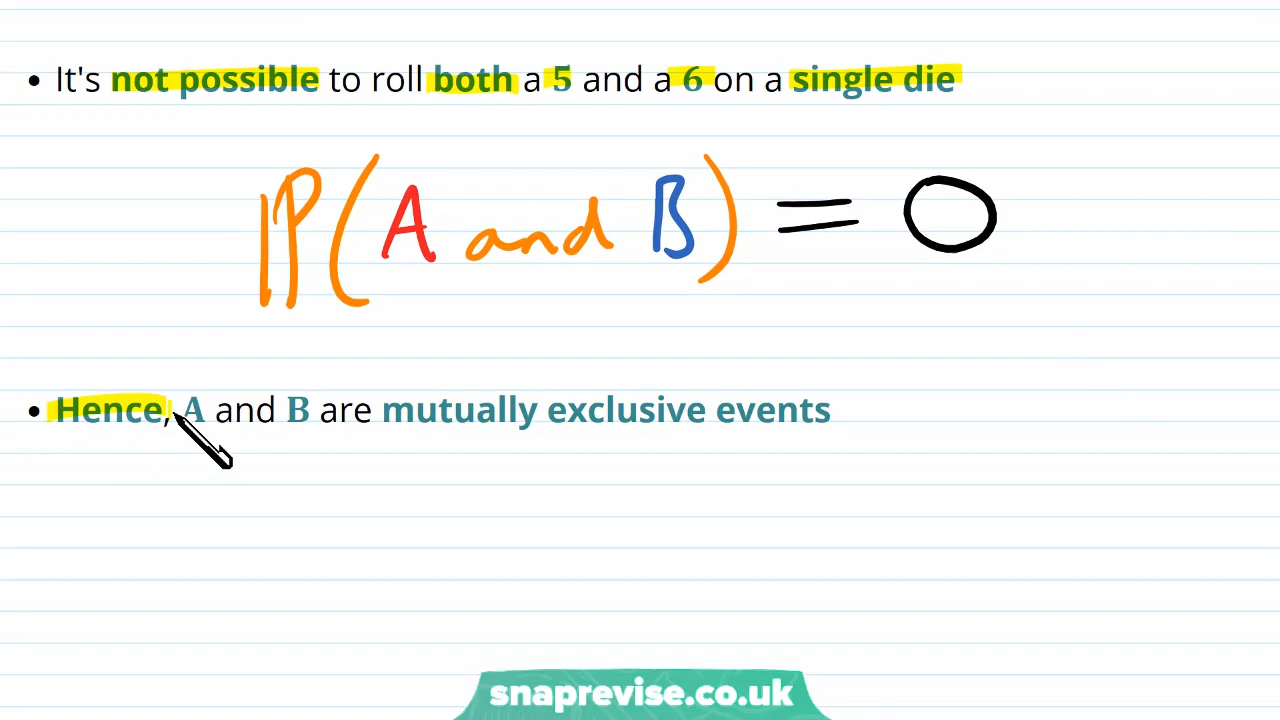 • It's not possible to roll both a 5 and a 6 on a single die
ℙ(A and B) = 0
• Hence, A and B are mutually exclusive events
snaprevise.co.uk